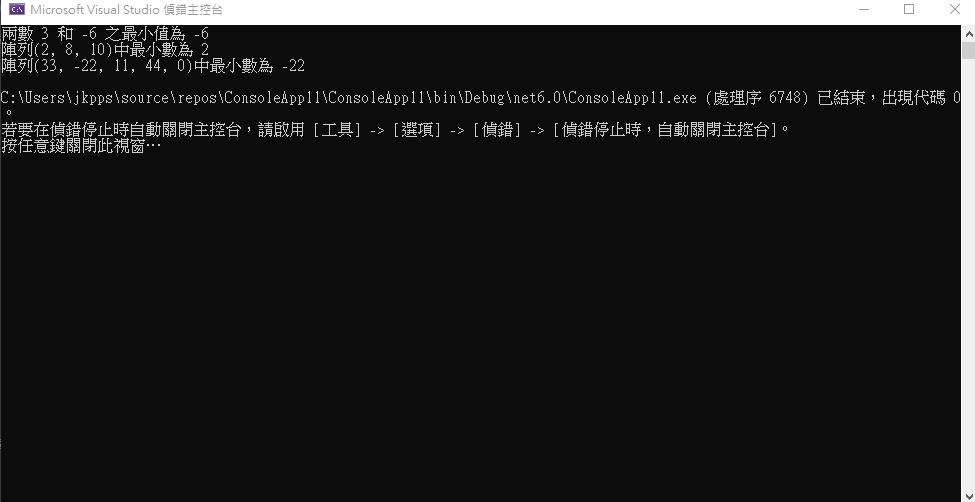 Microsoft Visual Studio 偵錯主控台
兩數 3 和 -6 之最小值為 -6
陣列(2, 8, 10)中最小數為 2
陣列(33, -22, 11, 44, 0)中最小數為 -22
C:\Users\jkpps\source\repos\ConsoleApp11\ConsoleApp11\bin\Debug\net6.0\ConsoleApp11.exe (處理序 6748) 已結束，出現代碼 0
。
若要在偵錯停止時自動關閉主控台，請啟用 [工具] -> [選項] -> [偵錯] -> [偵錯停止時，自動關閉主控台]。
按任意鍵關閉此視窗…